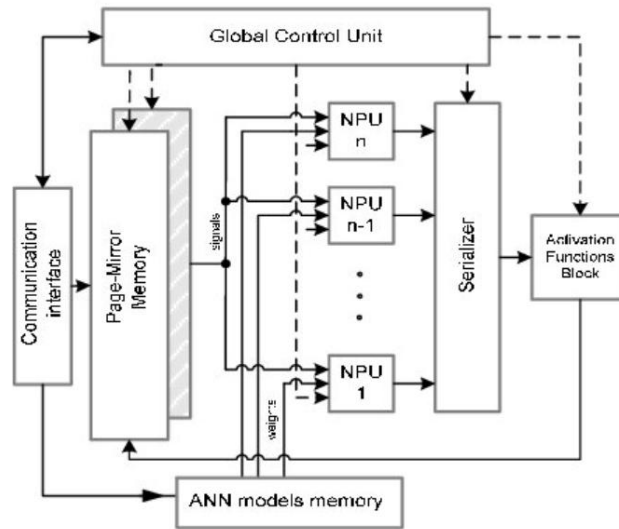 Global Control Unit
NPU
n
NPU
n-1
NPU
1
signals
weights
Communication
interface
Page-Mirror
Memory
Serializer
Activation
Functions
Block
ANN models memory